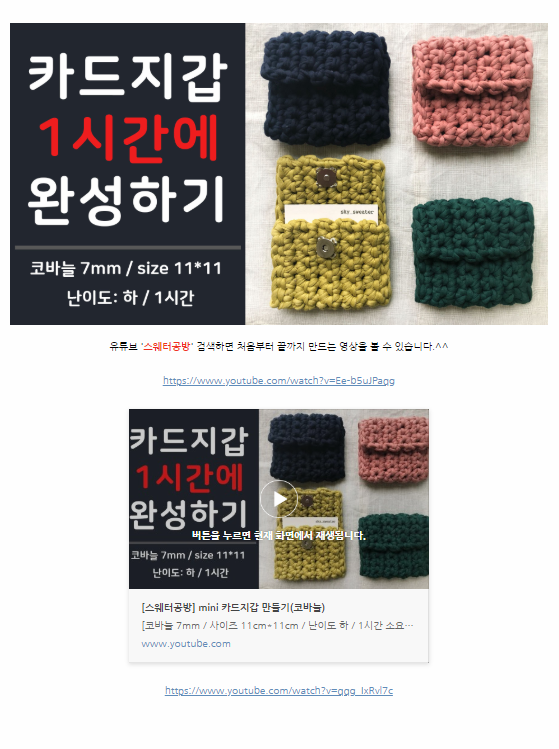 카드지갑
1시간에
완성하기
코바늘 7mm / size 11*11
난이도: 하 / 1시간
skr.sweater
유튜브 '스웨터공방' 검색하면 처음부터 끝까지 만드는 영상을 볼 수 있습니다.^^
https://www.youtube.com/watch?v=Ee-b5uJPaqg
카드지갑
1시간에
완성하기
버튼을 누르면 현재 화면에서 재생됩니다.
코바늘 7mm / size 11*11
난이도: 하 / 1시간
[스웨터공방] mini 카드지갑 만들기(코바늘)
[코바늘 7mm / 사이즈 11cm*11cm / 난이도 하 / 1시간 소요…
www.youtube.com
https://www.youtube.com/watch?v=qqg_IxRvl7c